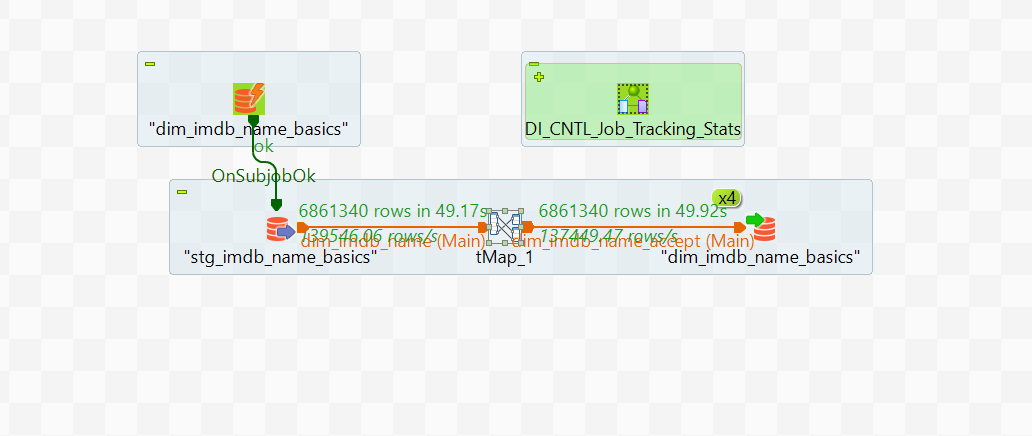 "dim_imdb_name_basics"
DI_CNTL_Job_Tracking_Stats
ok
OnSubjobOk
x4
6861340 rows in 49.17s
6861340 rows in 49.92s
139546.06 rows/s
137449.47 rows/s
dim_imdb_name (Main)
dim_imdb_name_accept (Main)
"stg_imdb_name_basics"
tMap_1
"dim_imdb_name_basics"